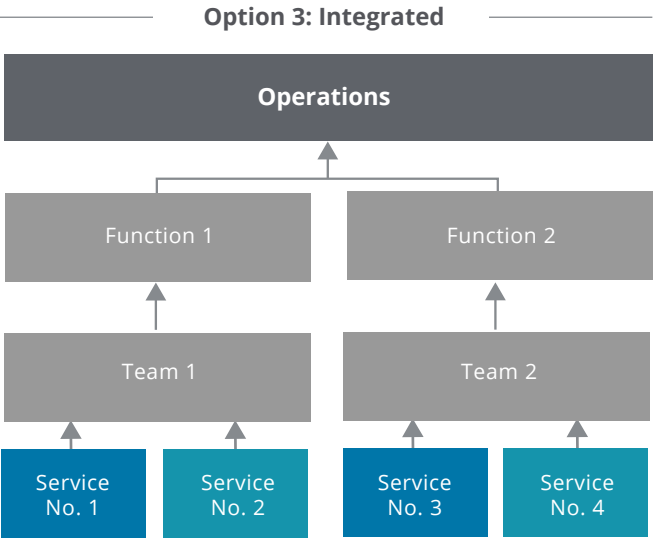 Option 3: Integrated
Operations
Function 1
Function 2
Team 1
Team 2
Service
No. 1
Service
No. 2
Service
No. 3
Service
No. 4